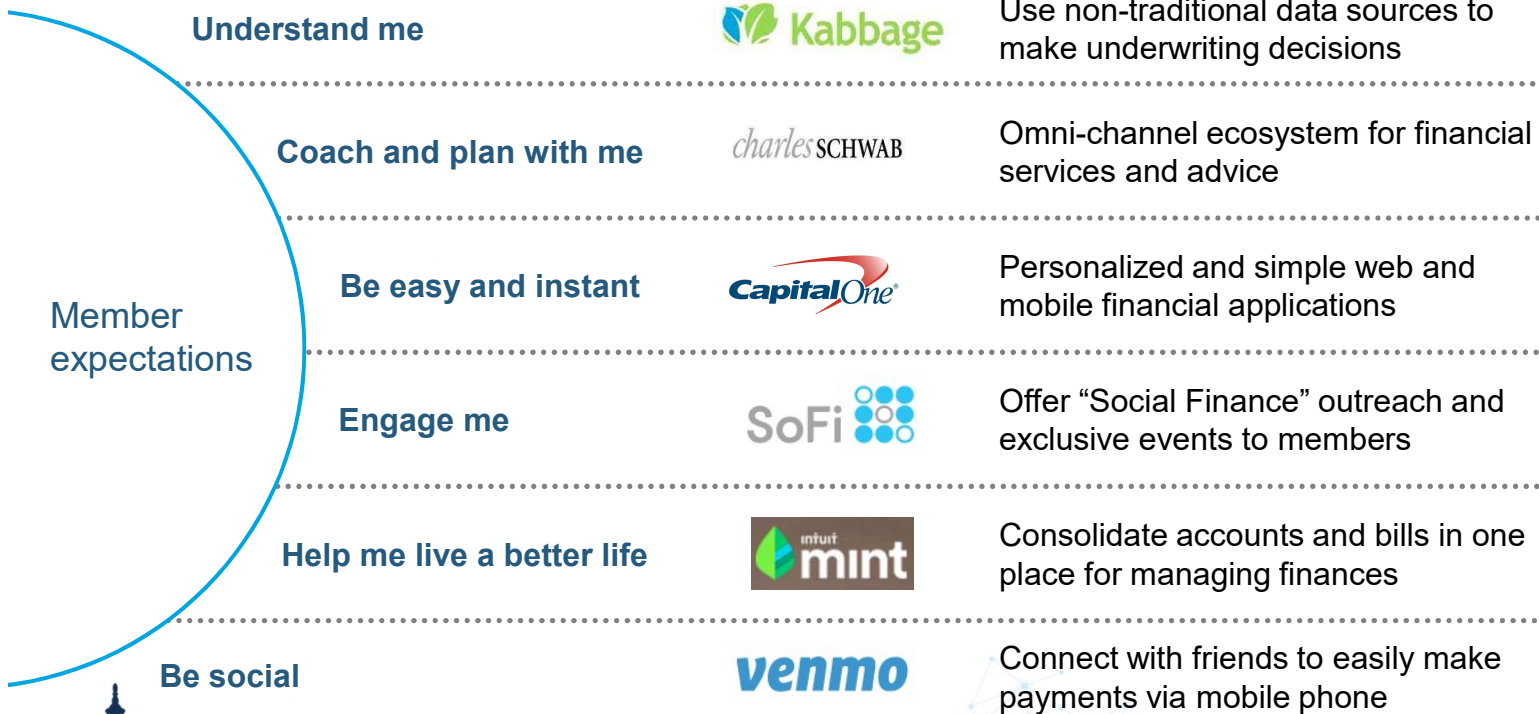 Understand me
Kabbage
Use non-traditional data sources to
make underwriting decisions
Coach and plan with me
charles SCHWAB
Omni-channel ecosystem for financial
services and advice
Be easy and instant
CapitalOne®
Personalized and simple web and
mobile financial applications
Member
expectations
Engage me
SoFi
Offer “Social Finance” outreach and
exclusive events to members
Help me live a better life
intuit
mint
Consolidate accounts and bills in one
place for managing finances
Be social
venmo
Connect with friends to easily make
payments via mobile phone